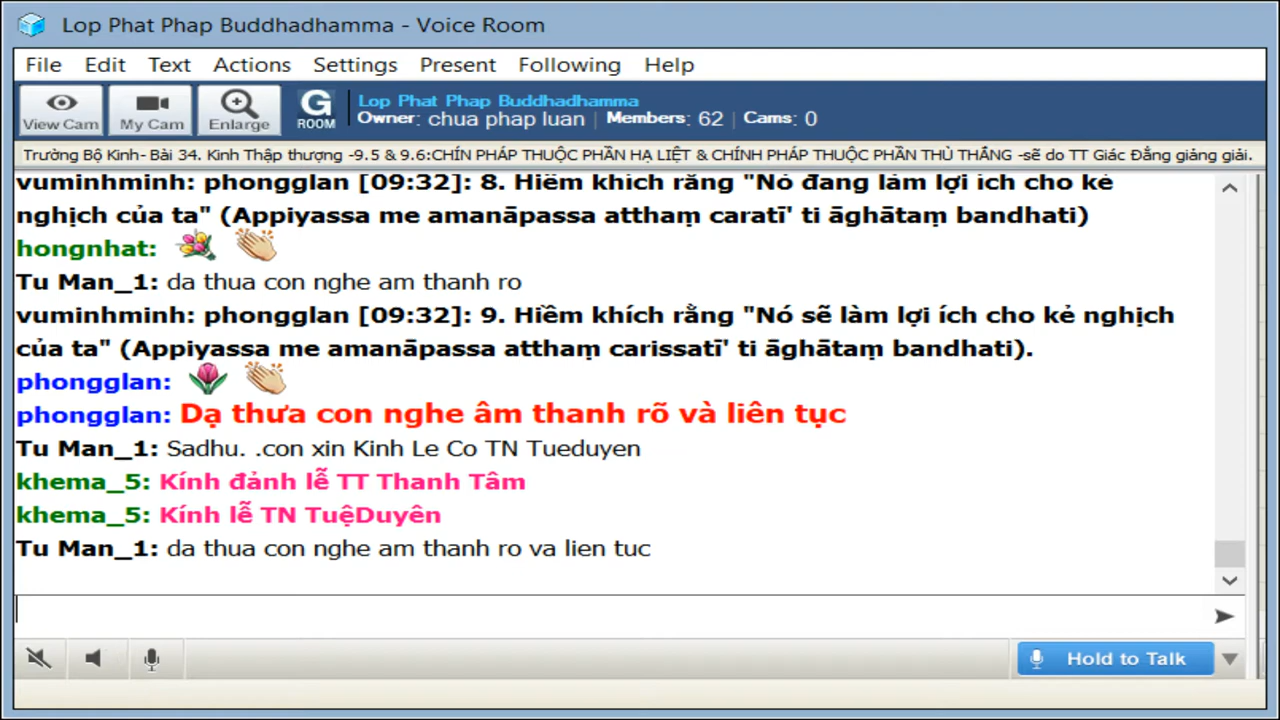 Lop Phat Phap Buddhadhamma - Voice Room
File Edit Text Actions Settings Present Following Help
View Cam My Cam Enlarge G ROOM
Lop Phat Phap Buddhadhamma
Owner: chua phap luan | Members: 62 | Cams: 0
Trường Bộ Kinh- Bài 34. Kinh Thập thượng -9.5 & 9.6:CHÍN PHÁP THUỘC PHẦN HẠ LIỆT & CHÍNH PHÁP THUỘC PHẦN THÙ THẮNG -sẽ do TT Giác Đẳng giảng giải.
vuminhminh: phongglan [09:32]: 8. Hiềm khích rằng "Nó đang làm lợi ích cho kẻ
nghịch của ta" (Appiyassa me amanāpassa atthaṃ caratī' ti āghātaṃ bandhati)
hongnhat:
Tu Man_1: da thua con nghe am thanh ro
vuminhminh: phongglan [09:32]: 9. Hiềm khích rằng "Nó sẽ làm lợi ích cho kẻ nghịch
của ta" (Appiyassa me amanāpassa atthaṃ carissatī' ti āghātaṃ bandhati).
phongglan:
phongglan: Dạ thưa con nghe âm thanh rõ và liên tục
Tu Man_1: Sadhu. .con xin Kinh Le Co TN Tueduyen
khema_5: Kính đảnh lễ TT Thanh Tâm
khema_5: Kính lễ TN TuệDuyên
Tu Man_1: da thua con nghe am thanh ro va lien tuc
Hold to Talk